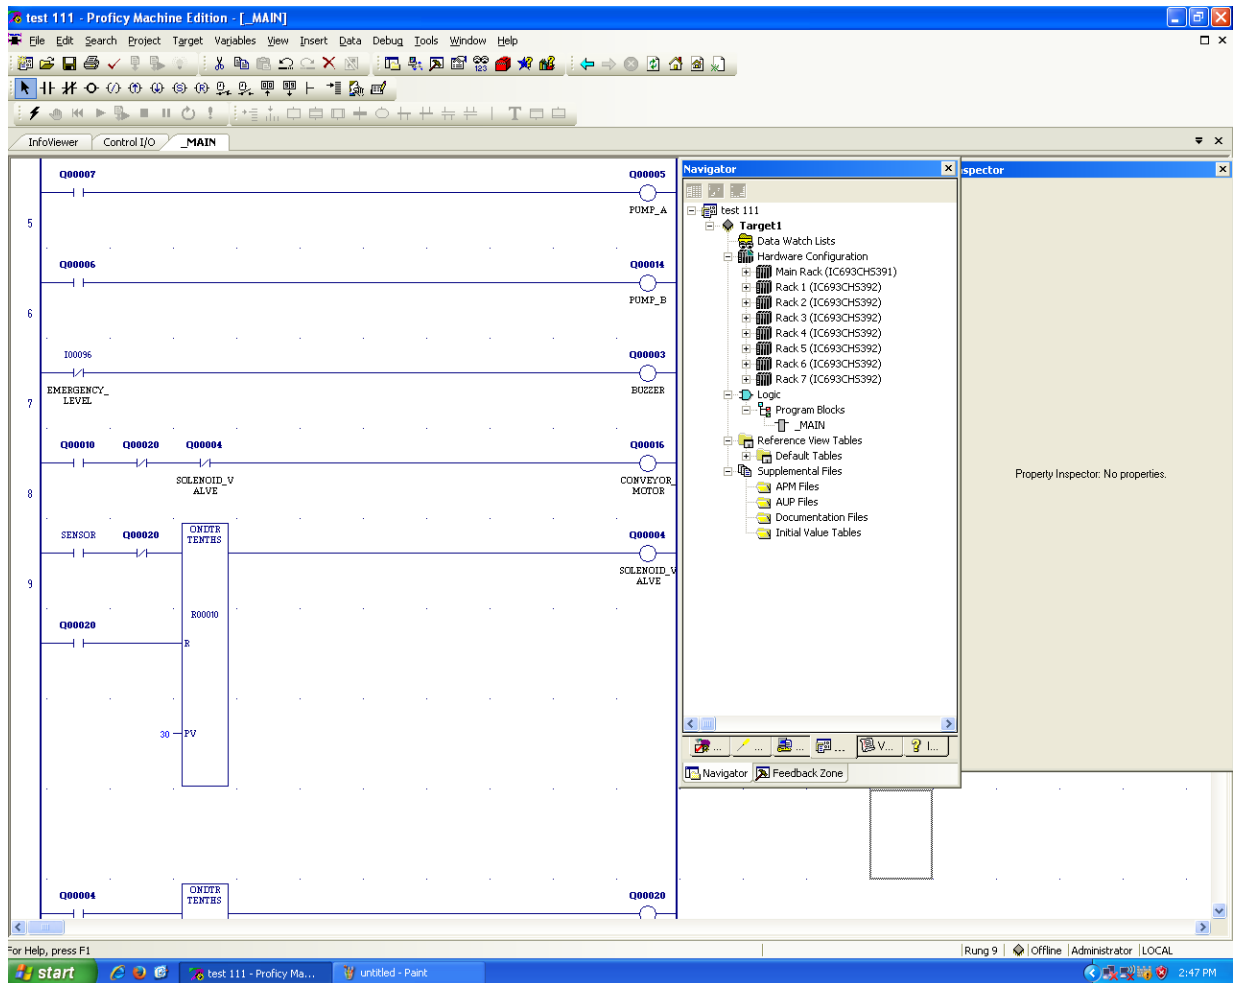 test 111 - Proficy Machine Edition - [_MAIN]
File Edit Search Project Target Variables View Insert Data Debug Tools Window Help
InfoViewer Control I/O _MAIN
Q00007 Q00005
PUMP_A
5
Q00006 Q00014
PUMP_B
6
I00096 Q00003
EMERGENCY_ BUZZER
LEVEL
7
Q00010 Q00020 Q00004 Q00016
SOLENOID_V CONVEYOR_
ALVE MOTOR
8
SENSOR Q00020 ONDTR Q00004
TENTHS
SOLENOID_V
ALVE
9
R00010
Q00020
R
30 PV
Q00004 ONDTR Q00020
TENTHS
Navigator
test 111
Target1
Data Watch Lists
Hardware Configuration
Main Rack (IC693CHS391)
Rack 1 (IC693CHS392)
Rack 2 (IC693CHS392)
Rack 3 (IC693CHS392)
Rack 4 (IC693CHS392)
Rack 5 (IC693CHS392)
Rack 6 (IC693CHS392)
Rack 7 (IC693CHS392)
Logic
Program Blocks
_MAIN
Reference View Tables
Default Tables
Supplemental Files
APM Files
AUP Files
Documentation Files
Initial Value Tables
... ... ... ... V... I...
Navigator Feedback Zone
spector
Property Inspector: No properties.
For Help, press F1
Rung 9 Offline Administrator LOCAL
start test 111 - Proficy Ma... untitled - Paint 2:47 PM